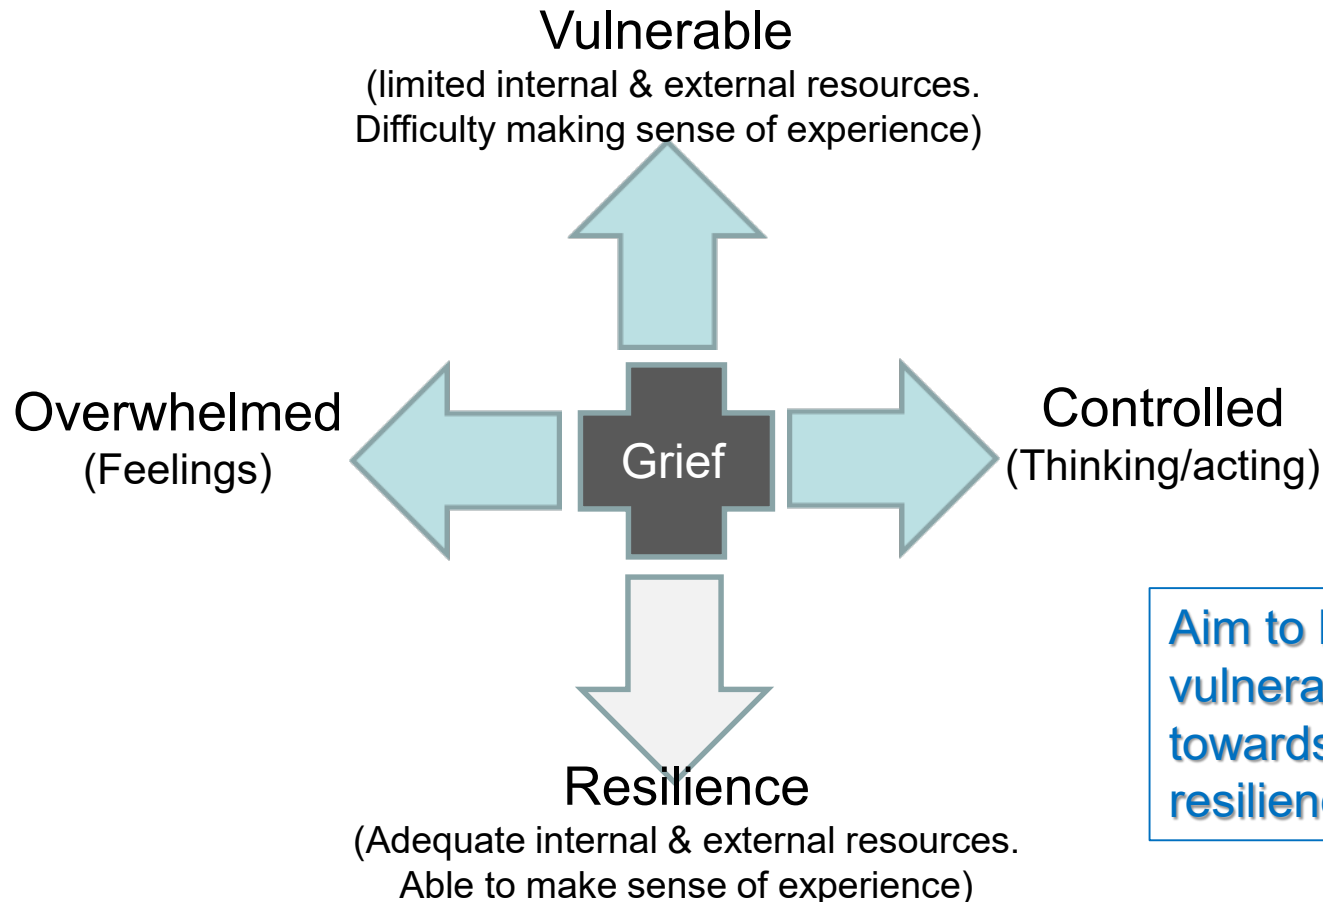 Vulnerable
(limited internal & external resources.
Difficulty making sense of experience)
Overwhelmed
(Feelings)
Grief
Controlled
(Thinking/acting)
Aim to
towards
Resilience
(Adequate internal & external resources.
Able to make sense of experience)